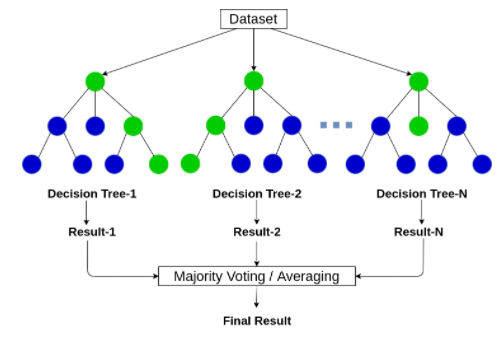 Dataset
Decision Tree-1
Decision Tree-2
Decision Tree-N
Result-1
Result-2
Result-N
Majority Voting / Averaging
Final Result